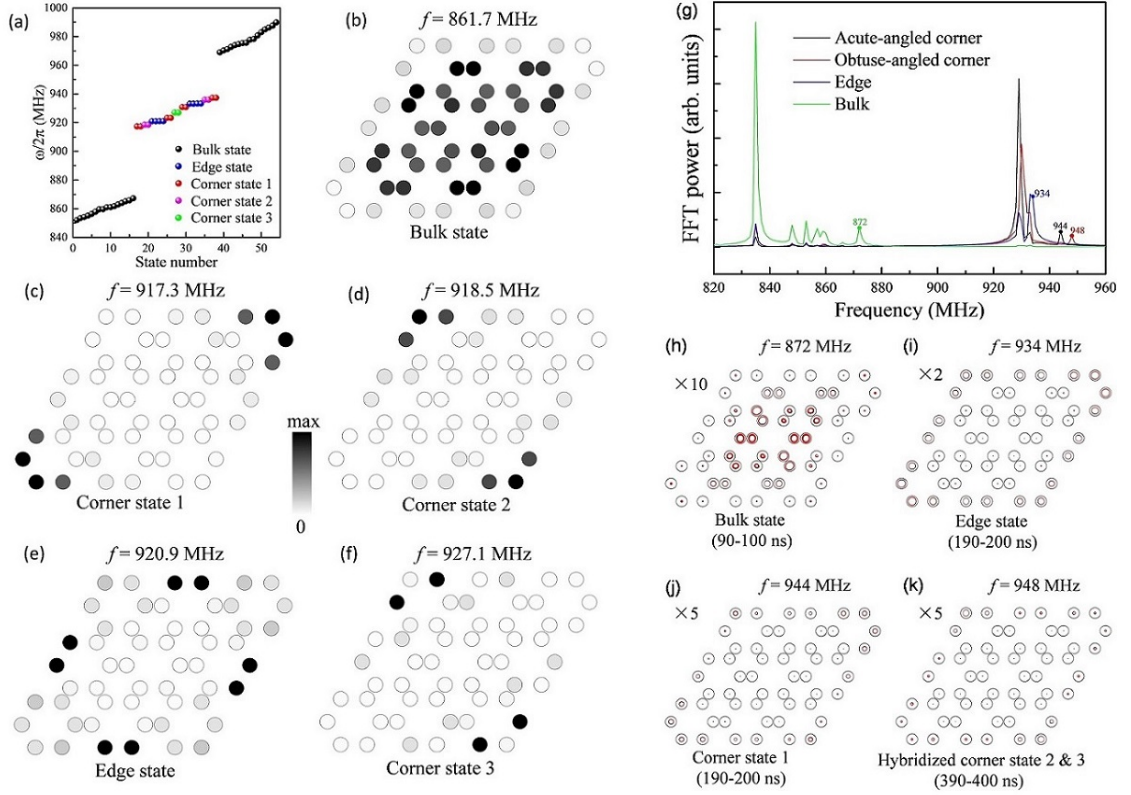 (a)
1000
980
960
940
920
900
880
860
840
ω/2π (MHz)
0
10
20
30
40
50
State number
Bulk state
Edge state
Corner state 1
Corner state 2
Corner state 3
(b)
f = 861.7 MHz
Bulk state
(c)
f = 917.3 MHz
Corner state 1
(d)
f = 918.5 MHz
Corner state 2
max
0
(e)
f = 920.9 MHz
Edge state
(f)
f = 927.1 MHz
Corner state 3
(g)
FFT power (arb. units)
Acute-angled corner
Obtuse-angled corner
Edge
Bulk
872
934
944
948
820
840
860
880
900
920
940
960
Frequency (MHz)
(h)
f = 872 MHz
×10
Bulk state
(90-100 ns)
(i)
f = 934 MHz
×2
Edge state
(190-200 ns)
(j)
f = 944 MHz
×5
Corner state 1
(190-200 ns)
(k)
f = 948 MHz
×5
Hybridized corner state 2 & 3
(390-400 ns)